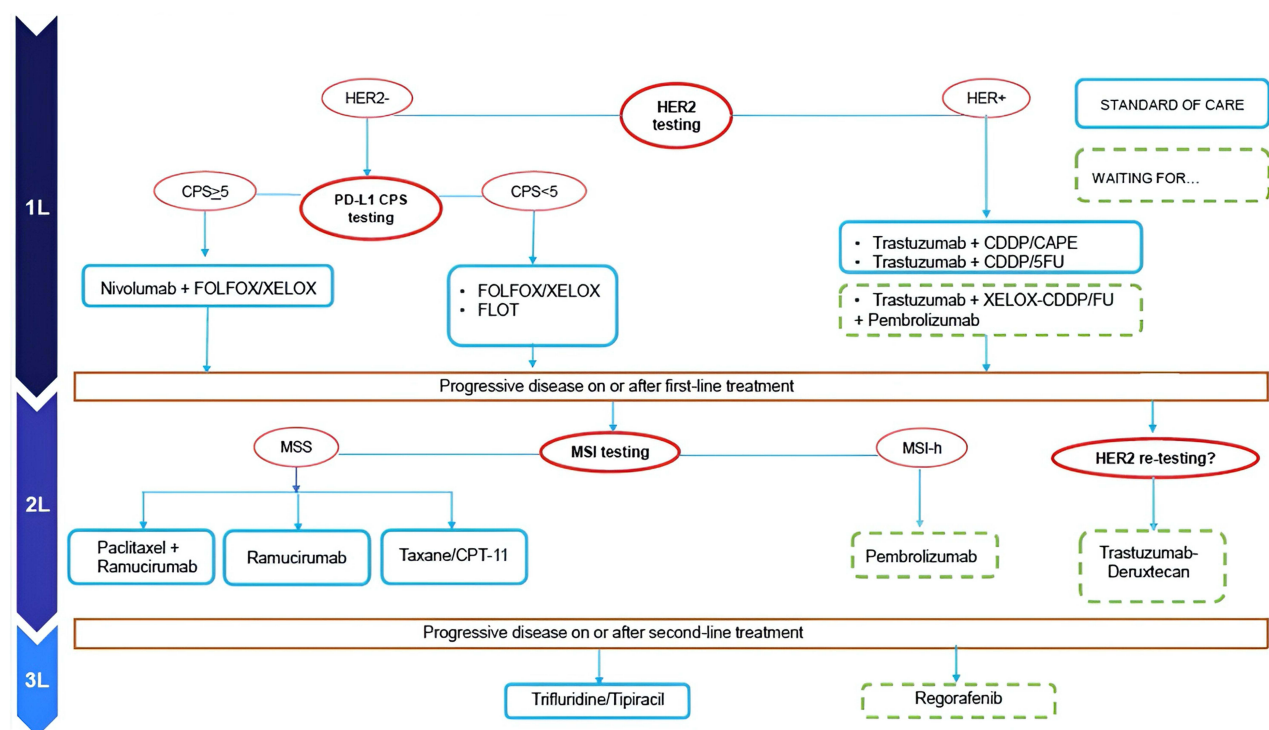 HER2-
HER2
testing
HER+
STANDARD OF CARE
WAITING FOR...
1L
CPS≥5
PD-L1 CPS
testing
CPS<5
Nivolumab + FOLFOX/XELOX
• FOLFOX/XELOX
• FLOT
• Trastuzumab + CDDP/CAPE
• Trastuzumab + CDDP/5FU
• Trastuzumab + XELOX-CDDP/FU
+ Pembrolizumab
Progressive disease on or after first-line treatment
2L
MSS
MSI testing
MSI-h
HER2 re-testing?
Paclitaxel +
Ramucirumab
Ramucirumab
Taxane/CPT-11
Pembrolizumab
Trastuzumab-
Deruxtecan
Progressive disease on or after second-line treatment
3L
Trifluridine/Tipiracil
Regorafenib